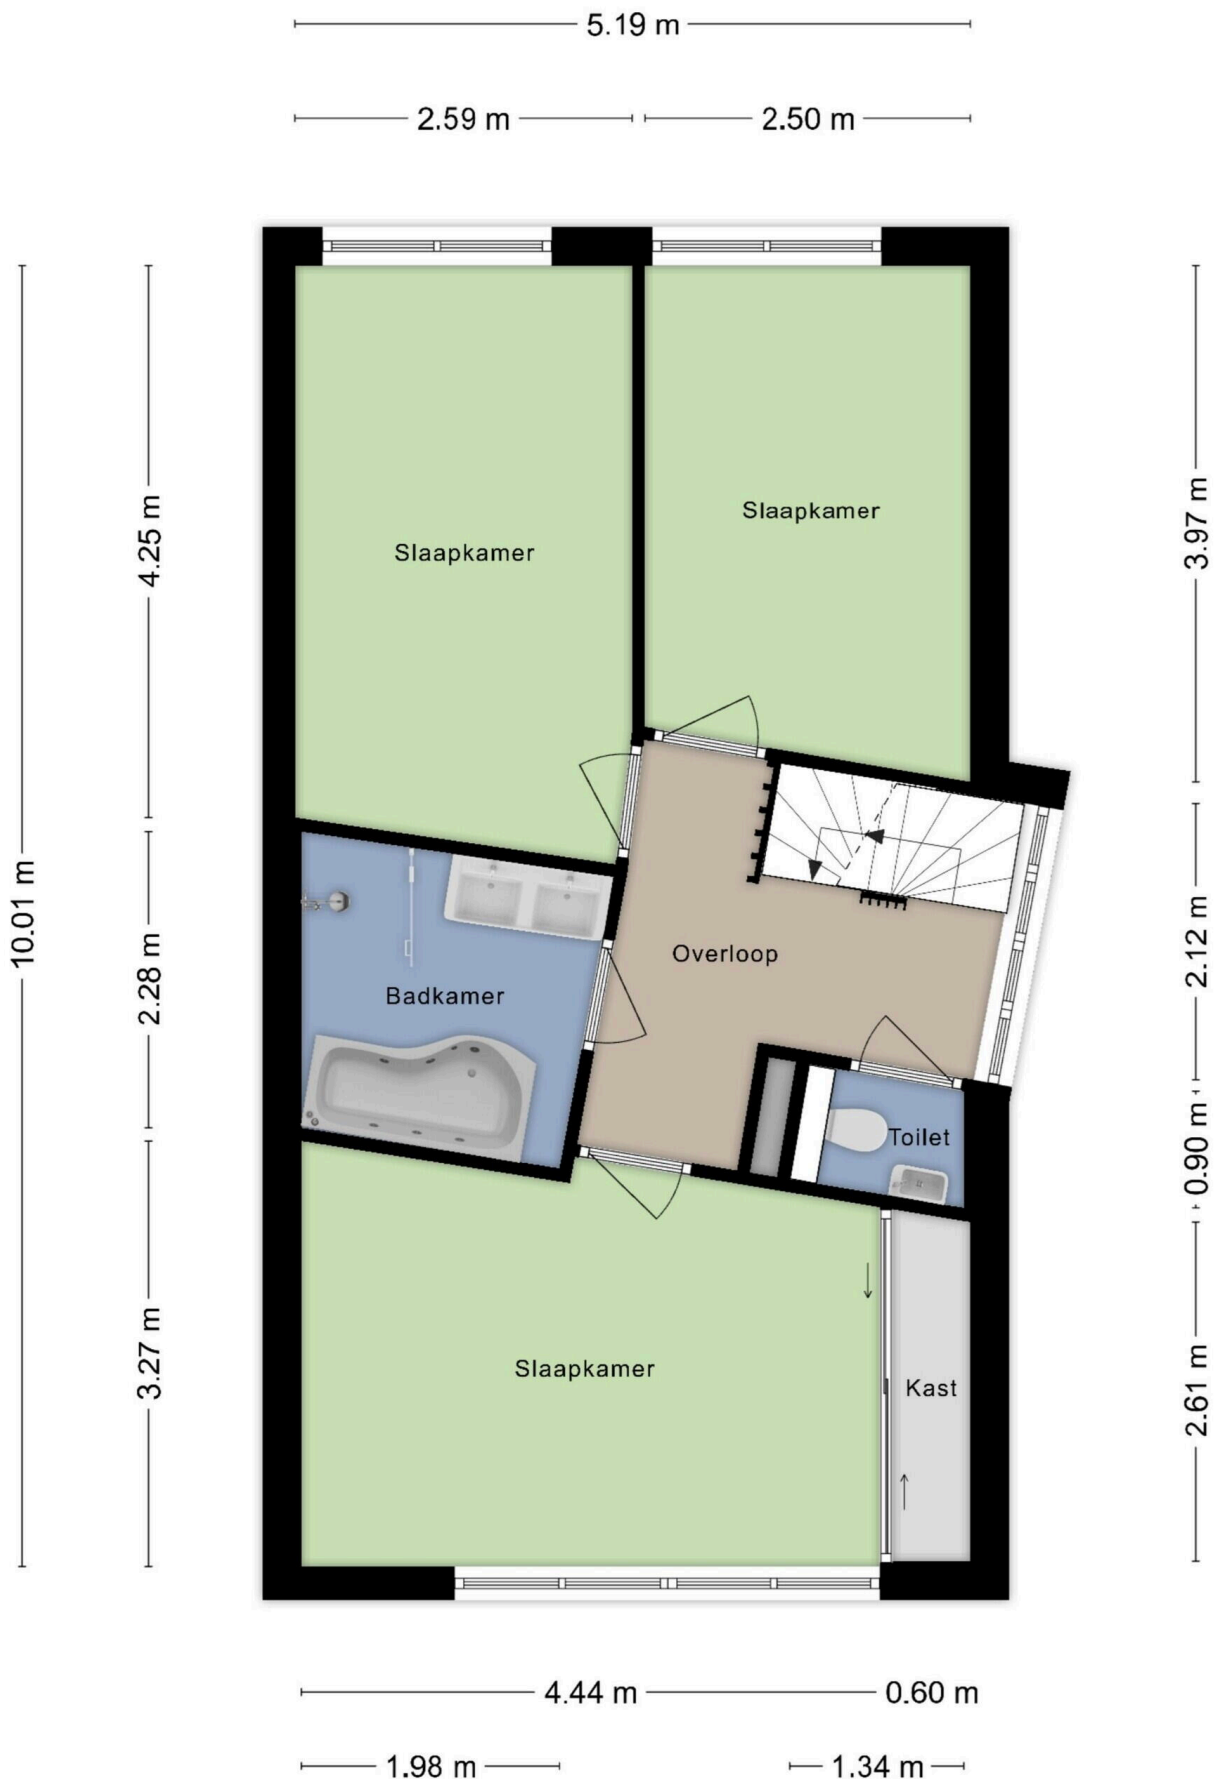 5.19 m
2.59 m
2.50 m
10.01 m
4.25 m
2.28 m
3.27 m
3.97 m
2.12 m
0.90 m
2.61 m
Slaapkamer
Slaapkamer
Overloop
Badkamer
Toilet
Slaapkamer
Kast
4.44 m
0.60 m
1.98 m
1.34 m